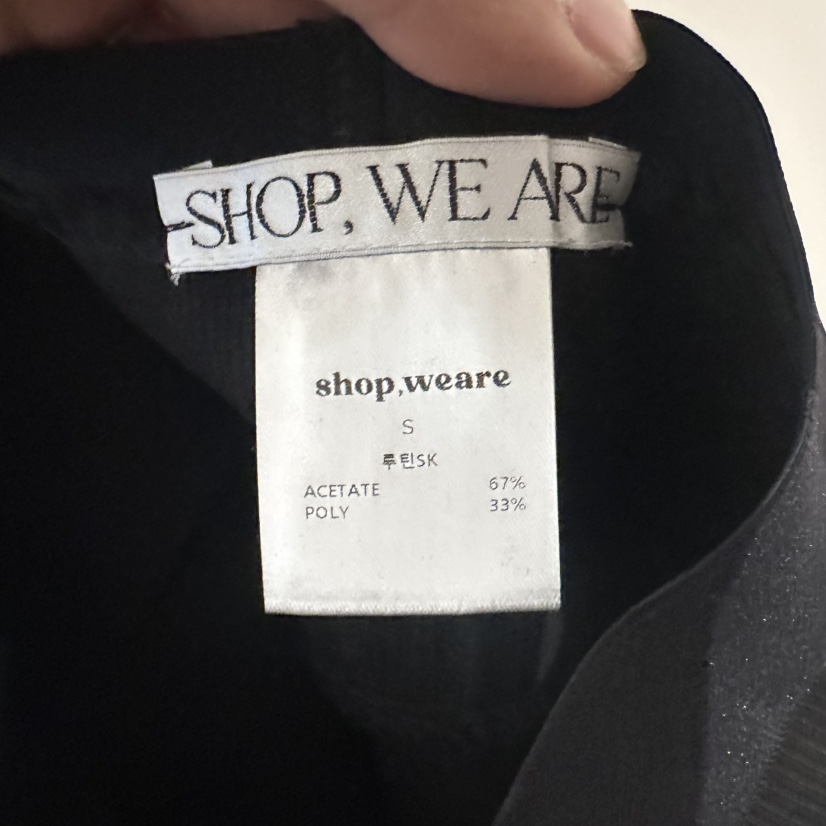 SHOP, WE ARE
shop,weare
S
루틴SK
ACETATE 67%
POLY 33%